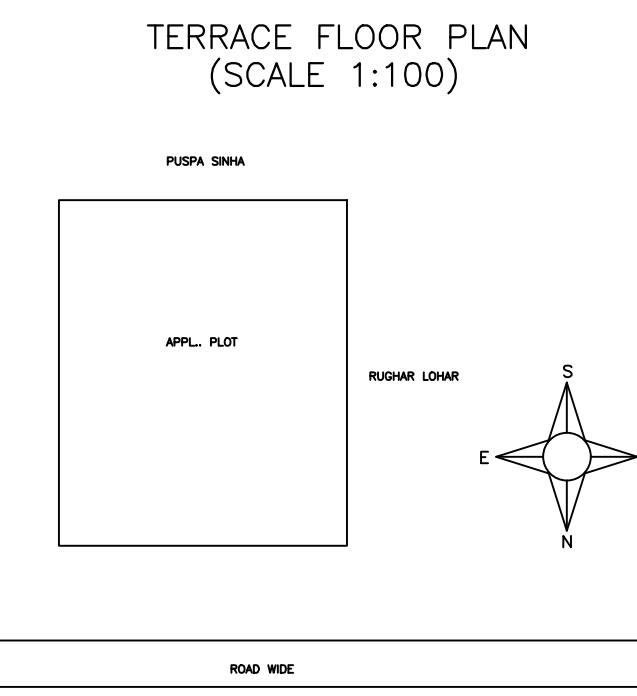 TERRACE FLOOR PLAN
(SCALE 1:100)
PUSPA SINHA
APPL.. PLOT
RUGHAR LOHAR
S
E
N
ROAD WIDE